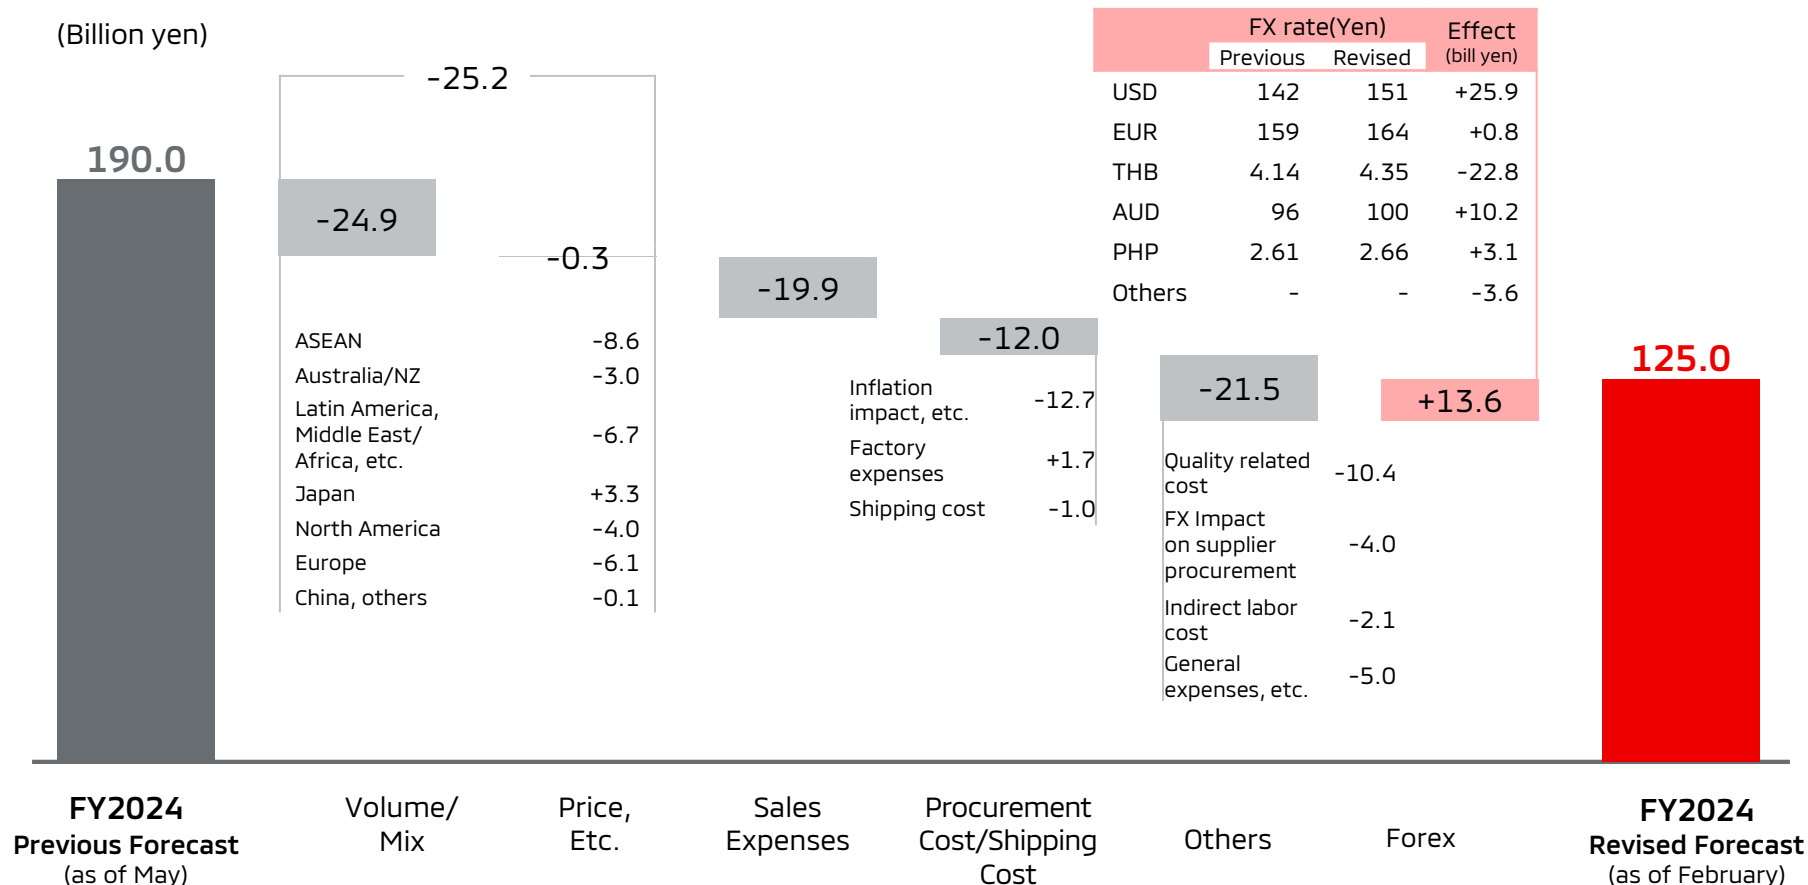 (Billion yen)
FX rate(Yen) Effect
Previous Revised (bill yen)
USD 142 151 +25.9
EUR 159 164 +0.8
THB 4.14 4.35 -22.8
AUD 96 100 +10.2
PHP 2.61 2.66 +3.1
Others - - -3.6
-25.2
190.0
-24.9
-0.3
-19.9
-12.0
-21.5
+13.6
125.0
ASEAN -8.6
Australia/NZ -3.0
Latin America,
Middle East/ -6.7
Africa, etc.
Japan +3.3
North America -4.0
Europe -6.1
China, others -0.1
Inflation
impact, etc. -12.7
Factory
expenses +1.7
Shipping cost -1.0
Quality related
cost -10.4
FX Impact
on supplier -4.0
procurement
Indirect labor
cost -2.1
General
expenses, etc. -5.0
FY2024
Previous Forecast
(as of May)
Volume/
Mix
Price,
Etc.
Sales
Expenses
Procurement
Cost/Shipping
Cost
Others
Forex
FY2024
Revised Forecast
(as of February)